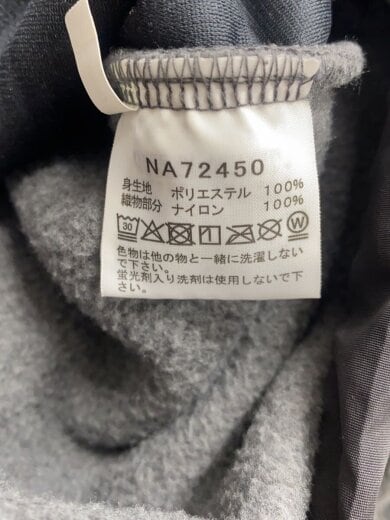 NA72450
身生地 ポリエステル 100%
織物部分 ナイロン 100%
30 W
色物は他の物と一緒に洗濯しない
で下さい。
蛍光剤入り洗剤は使用しないで下
さい。